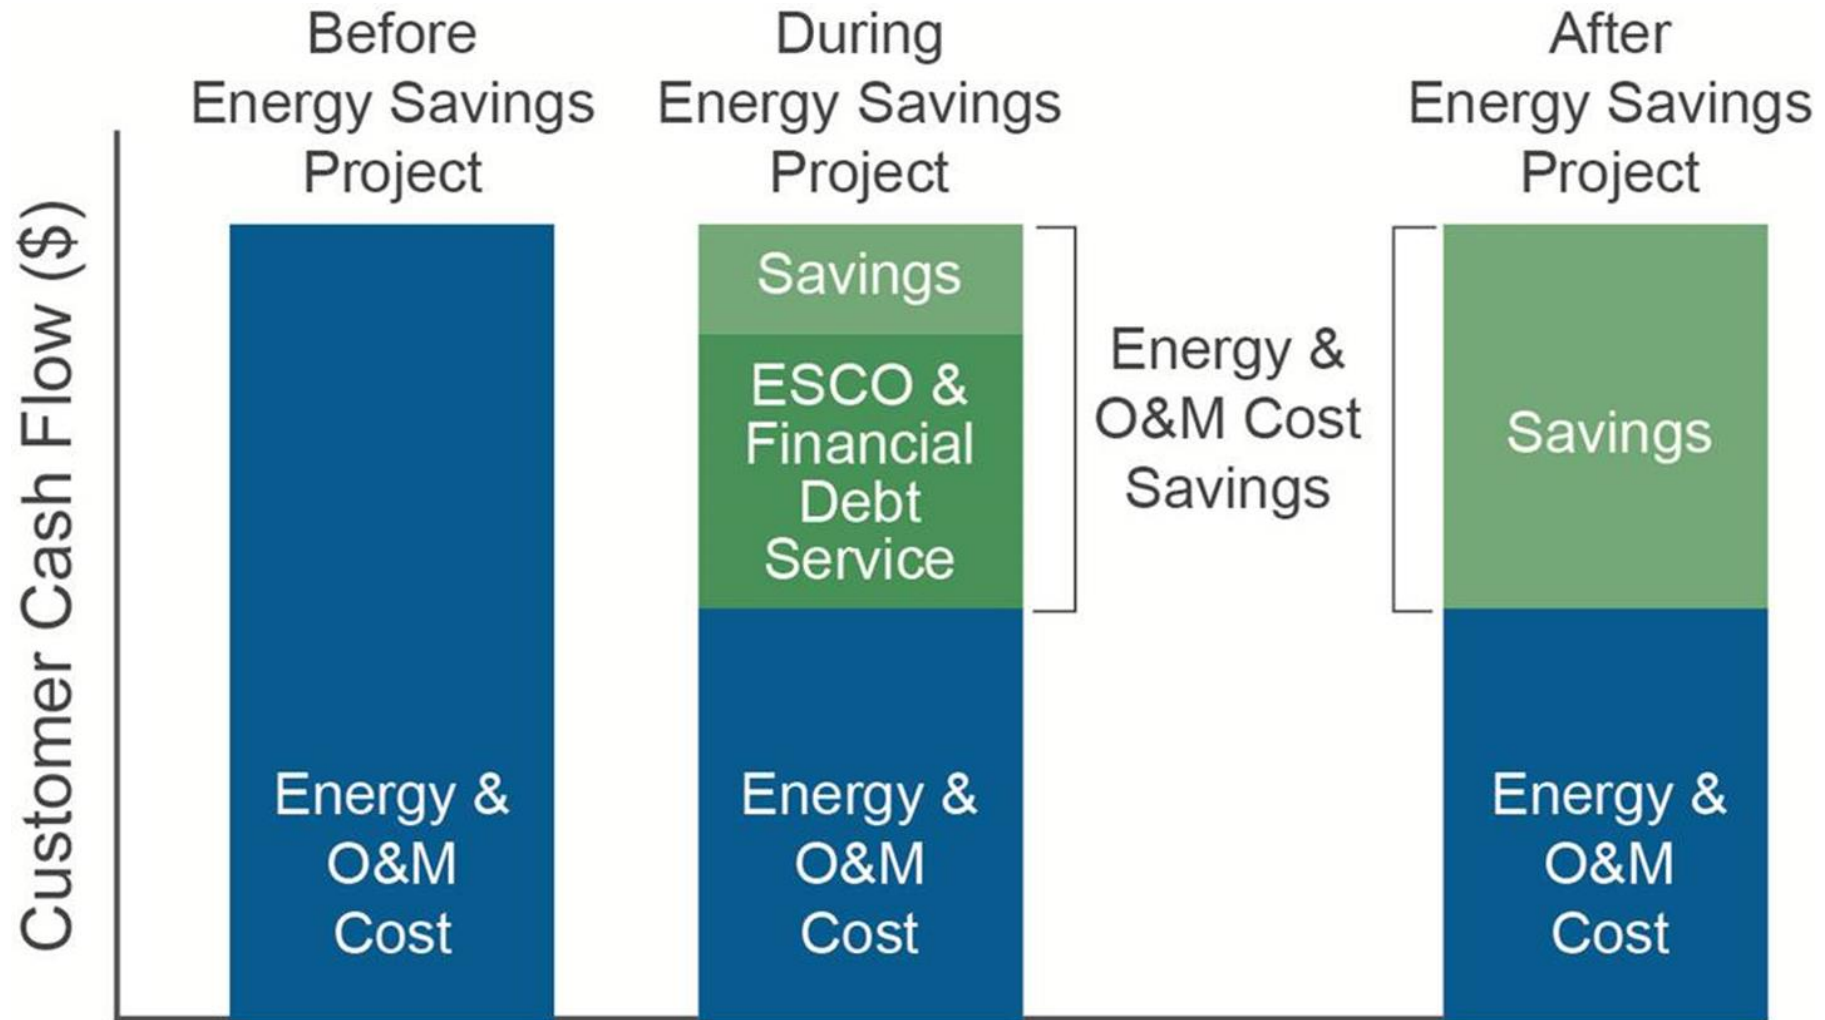 Before
Energy Savings
Project
During
Energy Savings
Project
After
Energy Savings
Project
Customer Cash Flow ($)
Energy &
O&M
Cost
Savings
ESCO &
Financial
Debt
Service
Energy &
O&M
Cost
Energy &
O&M Cost
Savings
Savings
Energy &
O&M
Cost